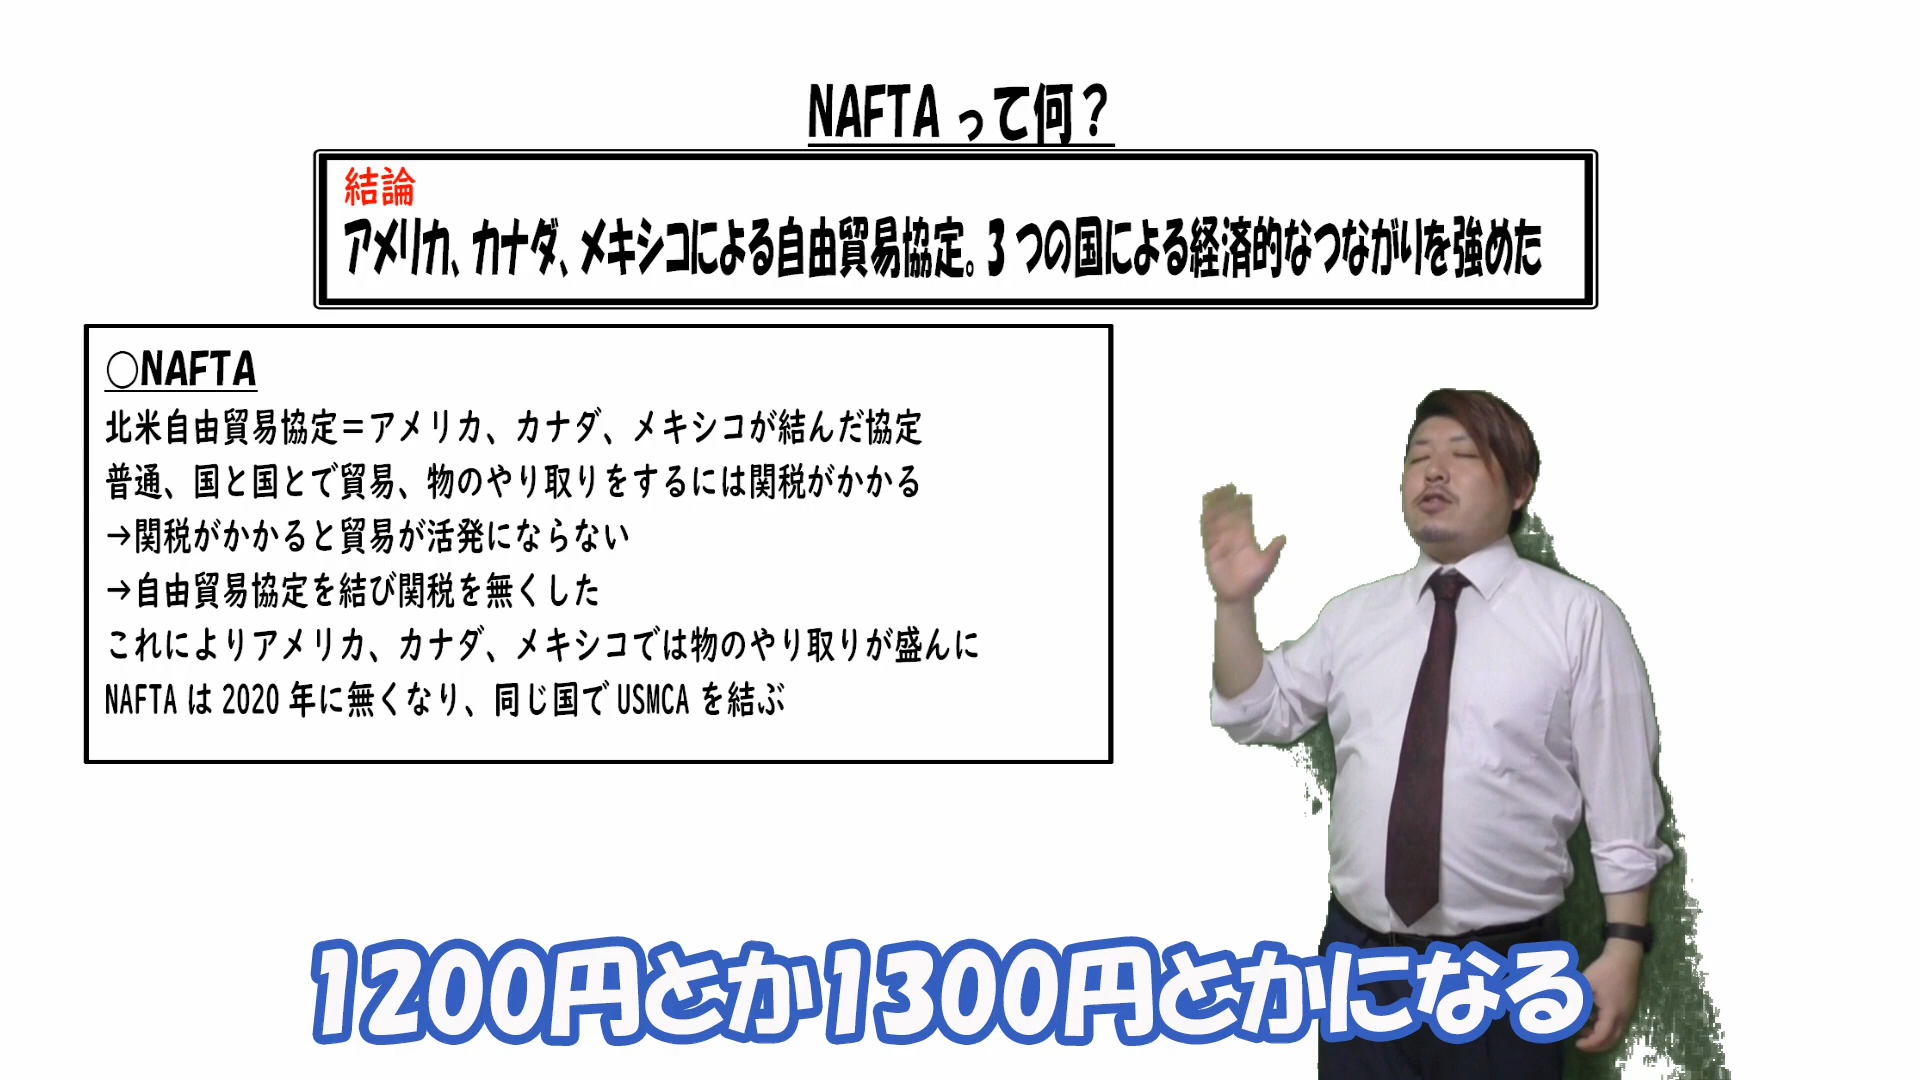 NAFTAって何？
結論
アメリカ、カナダ、メキシコによる自由貿易協定。３つの国による経済的なつながりを強めた
○NAFTA
北米自由貿易協定＝アメリカ、カナダ、メキシコが結んだ協定
普通、国と国とで貿易、物のやり取りをするには関税がかかる
→関税がかかると貿易が活発にならない
→自由貿易協定を結び関税を無くした
これによりアメリカ、カナダ、メキシコでは物のやり取りが盛んに
NAFTAは2020年に無くなり、同じ国でUSMCAを結ぶ
1200円とか1300円とかになる